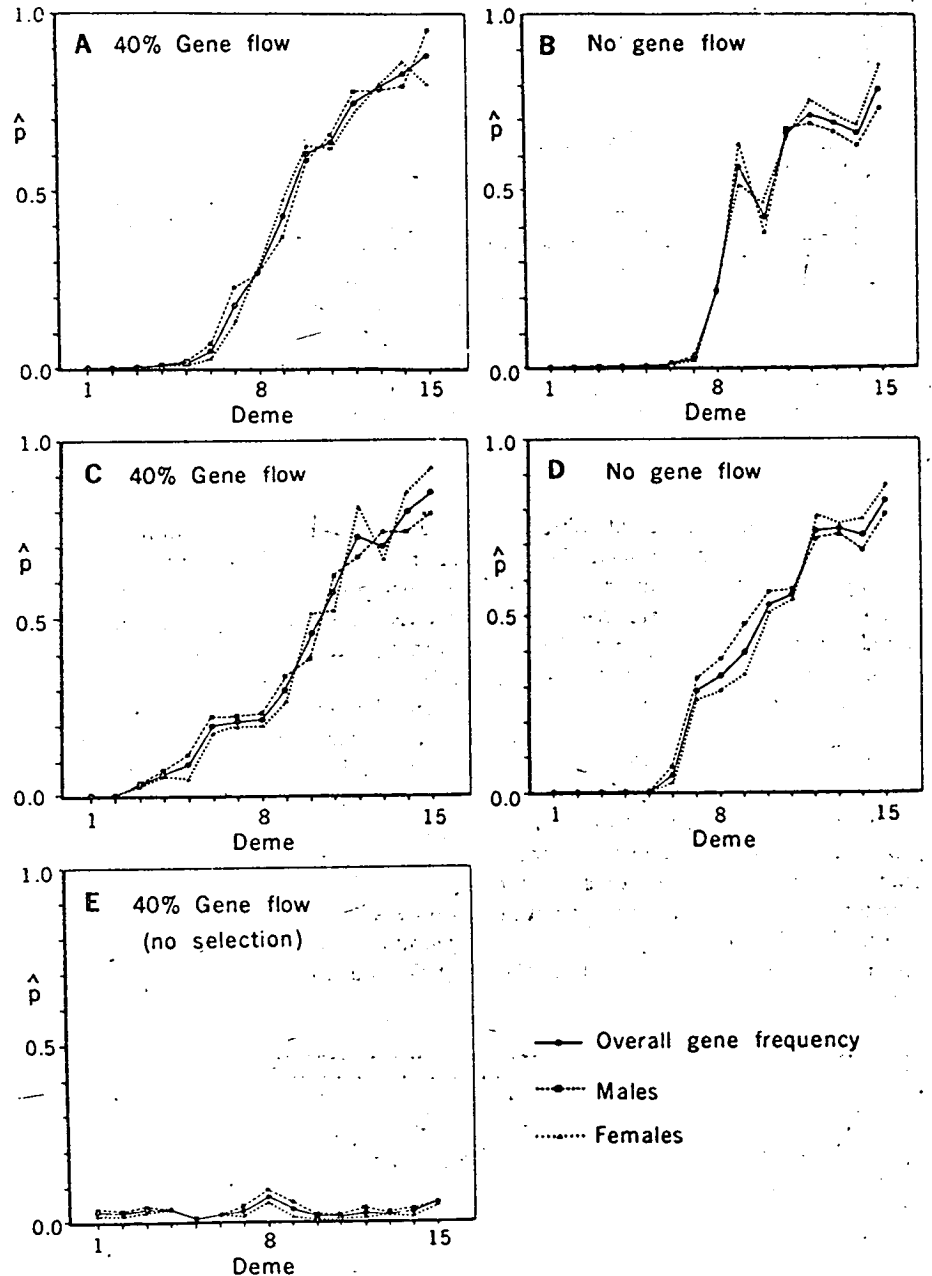 1.0
A 40% Gene flow
p̂
0.5
0.0
1 8 15
Deme
1.0
B No gene flow
p̂
0.5
0.0
1 8 15
Deme
1.0
C 40% Gene flow
p̂
0.5
0.0
1 8 15
Deme
1.0
D No gene flow
p̂
0.5
0.0
1 8 15
Deme
1.0
E 40% Gene flow
(no selection)
p̂
0.5
0.0
1 8 15
Deme
Overall gene frequency
Males
Females